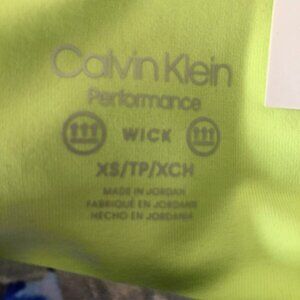 Calvin Klein
Performance
WICK
XS/TP/XCH
MADE IN JORDAN
FABRIQUÉ EN JORDANIE
HECHO EN JORDANIA